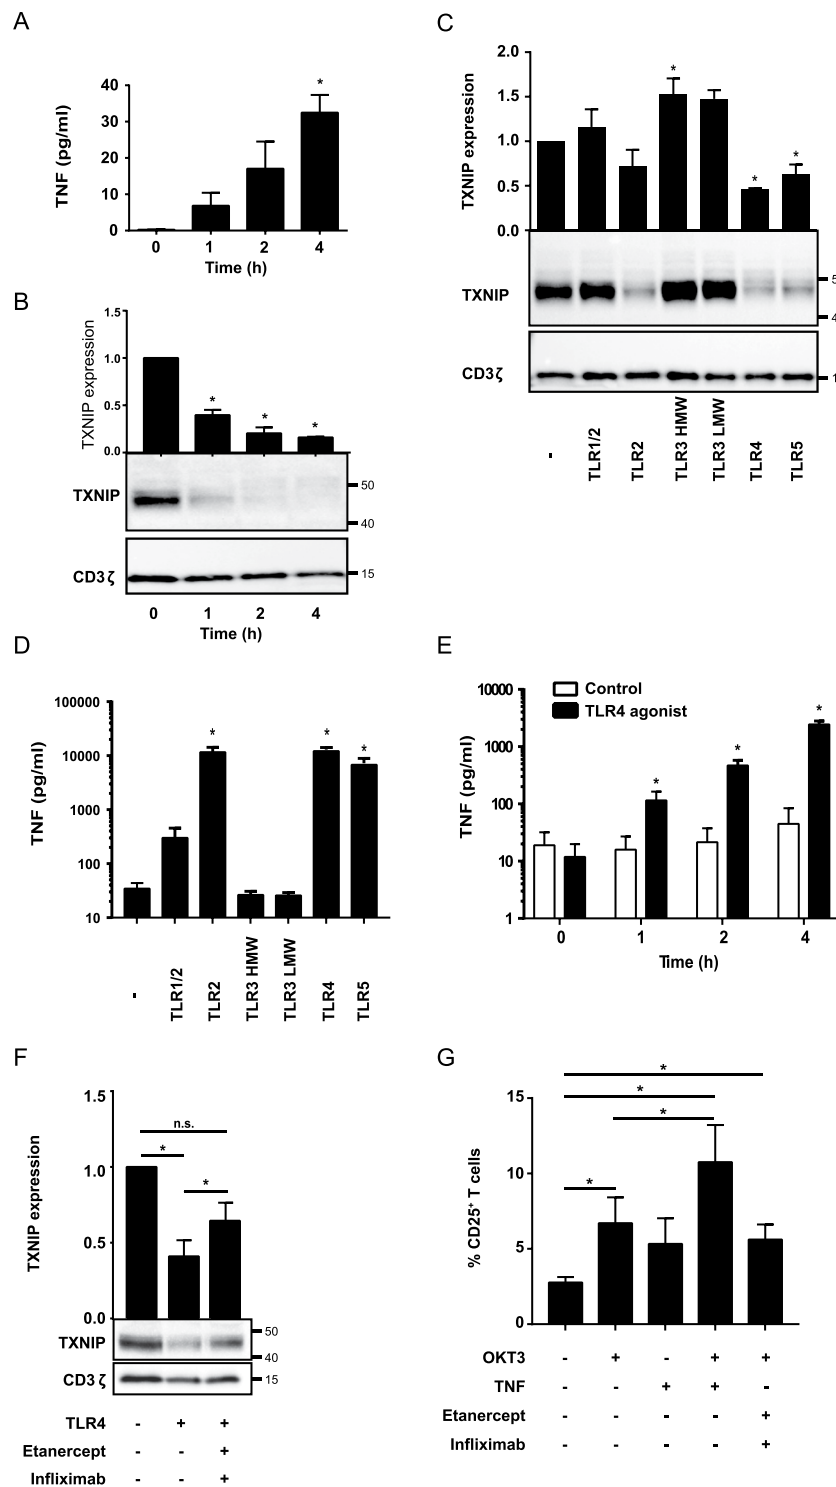 A
40
30
20
10
0
TNF (pg/ml)
*
0 1 2 4
Time (h)
B
1.5
1.0
0.5
0.0
TXNIP expression
* * *
TXNIP
50
40
CD3 ζ
15
0 1 2 4
Time (h)
C
2.0
1.5
1.0
0.5
0.0
TXNIP expression
* * *
TXNIP
5
4
CD3 ζ
1
- TLR1/2 TLR2 TLR3 HMW TLR3 LMW TLR4 TLR5
D
100000
10000
1000
100
10
TNF (pg/ml)
* * *
- TLR1/2 TLR2 TLR3 HMW TLR3 LMW TLR4 TLR5
E
10000
1000
100
10
1
TNF (pg/ml)
Control
TLR4 agonist
* * *
0 1 2 4
Time (h)
F
1.5
1.0
0.5
0.0
TXNIP expression
n.s.
*
*
TXNIP
50
40
CD3 ζ
15
TLR4 - + +
Etanercept - - +
Infliximab - - +
G
15
10
5
0
% CD25+ T cells
*
*
*
*
OKT3 - + - + +
TNF - - + + -
Etanercept - - - - +
Infliximab - - - - +